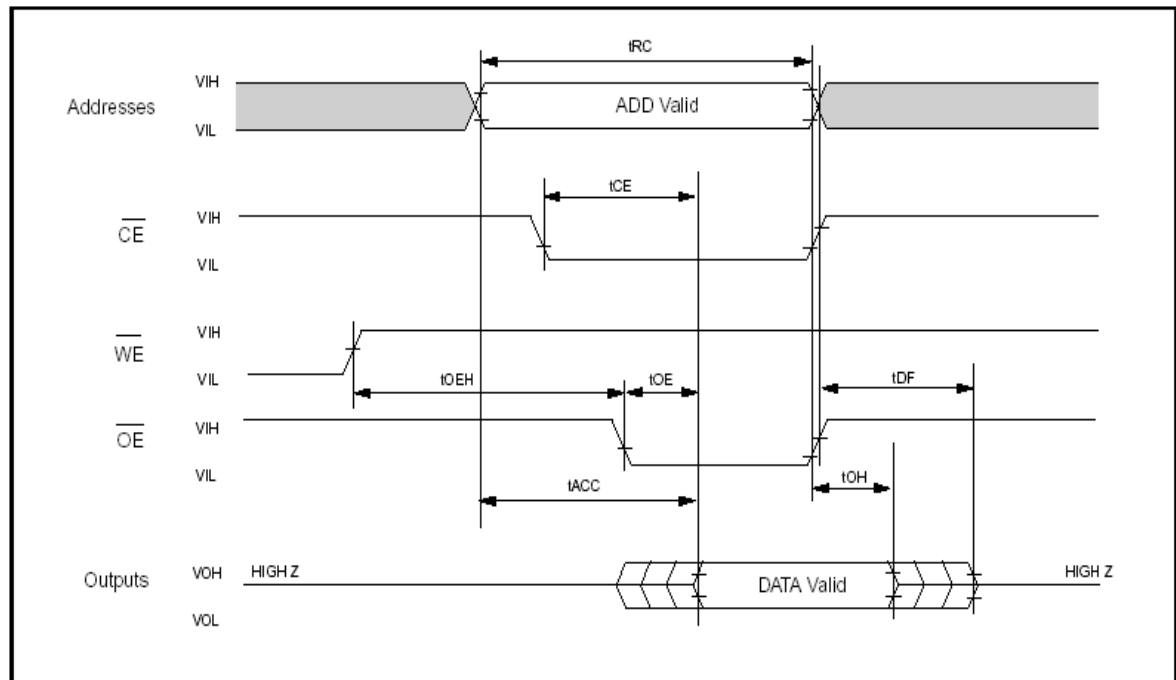 tRC
VIH
Addresses
ADD Valid
VIL
tCE
VIH
CE
VIL
VIH
WE
VIL
tOEH
tOE
tDF
VIH
OE
VIL
tACC
tOH
VOH
HIGH Z
HIGH Z
Outputs
DATA Valid
VOL